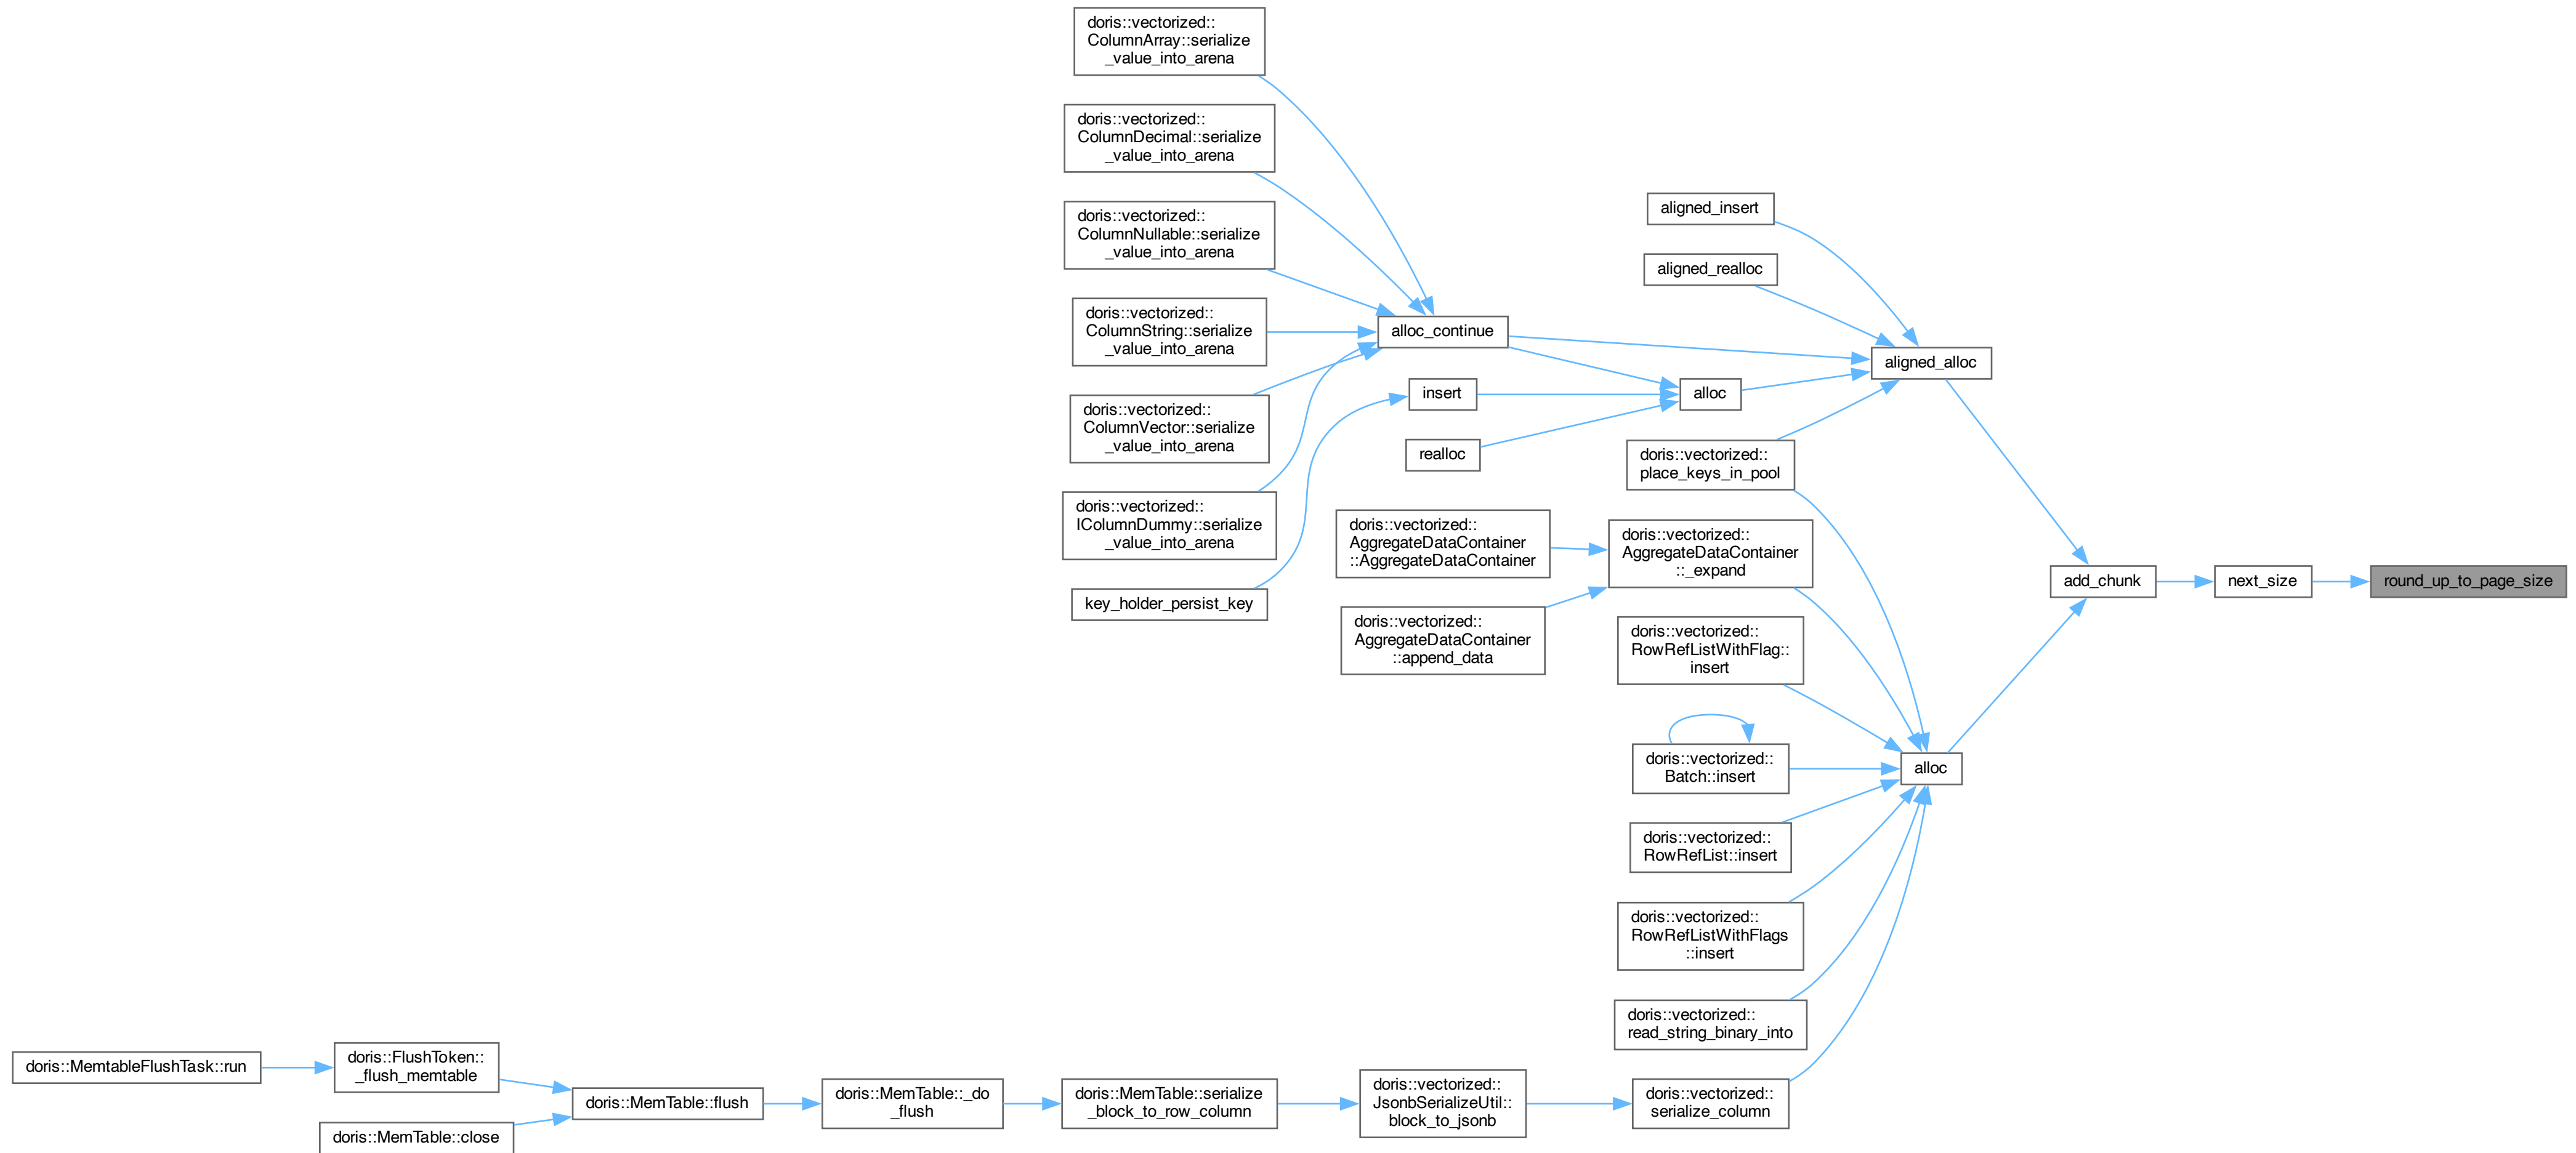 doris::vectorized::
ColumnArray::serialize
_value_into_arena
doris::vectorized::
ColumnDecimal::serialize
_value_into_arena
doris::vectorized::
ColumnNullable::serialize
_value_into_arena
doris::vectorized::
ColumnString::serialize
_value_into_arena
doris::vectorized::
ColumnVector::serialize
_value_into_arena
doris::vectorized::
IColumnDummy::serialize
_value_into_arena
key_holder_persist_key
alloc_continue
insert
realloc
doris::vectorized::
AggregateDataContainer
::AggregateDataContainer
doris::vectorized::
AggregateDataContainer
::append_data
aligned_insert
aligned_realloc
alloc
doris::vectorized::
place_keys_in_pool
doris::vectorized::
AggregateDataContainer
::_expand
doris::vectorized::
RowRefListWithFlag::
insert
doris::vectorized::
Batch::insert
doris::vectorized::
RowRefList::insert
doris::vectorized::
RowRefListWithFlags
::insert
doris::vectorized::
read_string_binary_into
doris::vectorized::
serialize_column
aligned_alloc
alloc
add_chunk
next_size
round_up_to_page_size
doris::MemtableFlushTask::run
doris::FlushToken::
_flush_memtable
doris::MemTable::close
doris::MemTable::flush
doris::MemTable::_do
_flush
doris::MemTable::serialize
_block_to_row_column
doris::vectorized::
JsonbSerializeUtil::
block_to_jsonb